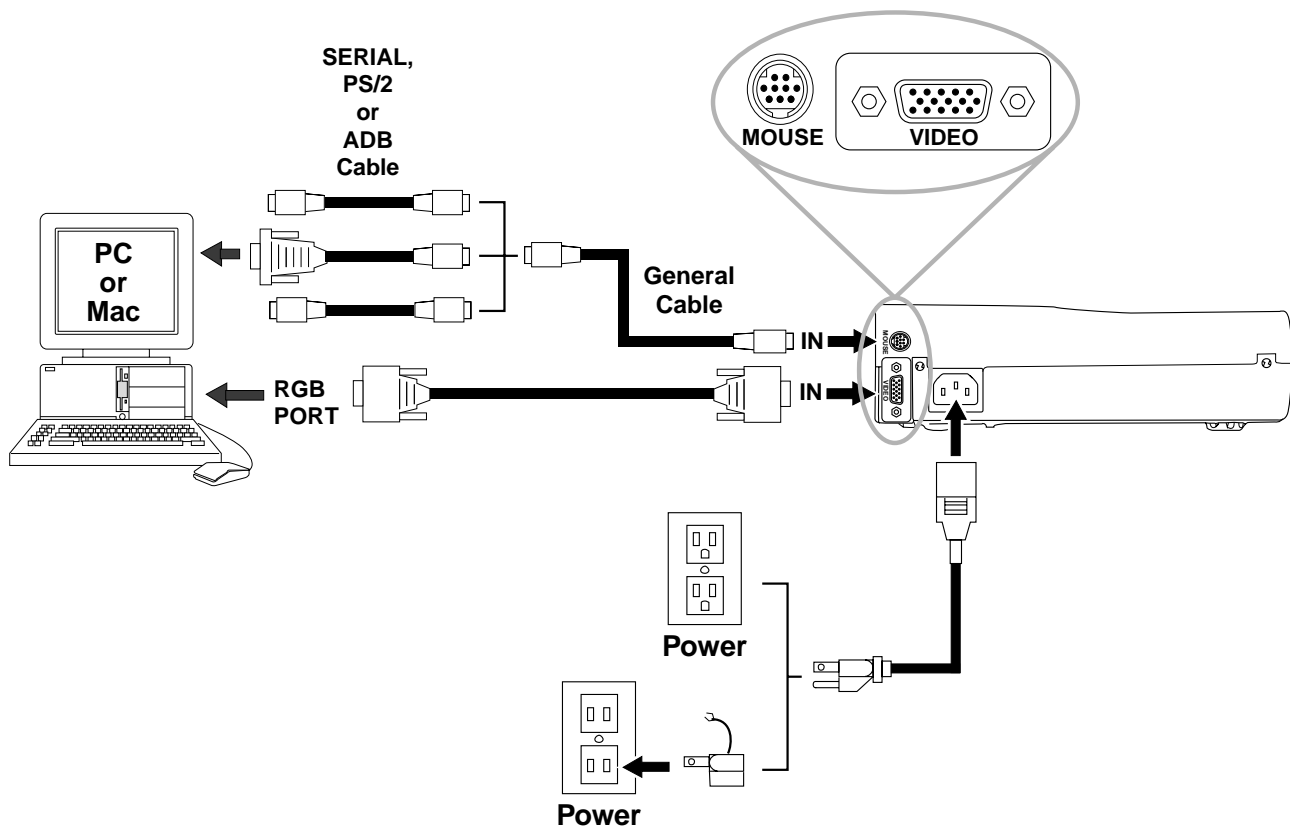 SERIAL,
PS/2
or
ADB
Cable
MOUSE
VIDEO
PC
or
Mac
General
Cable
IN
MOUSE
RGB
PORT
IN
VIDEO
Power
Power